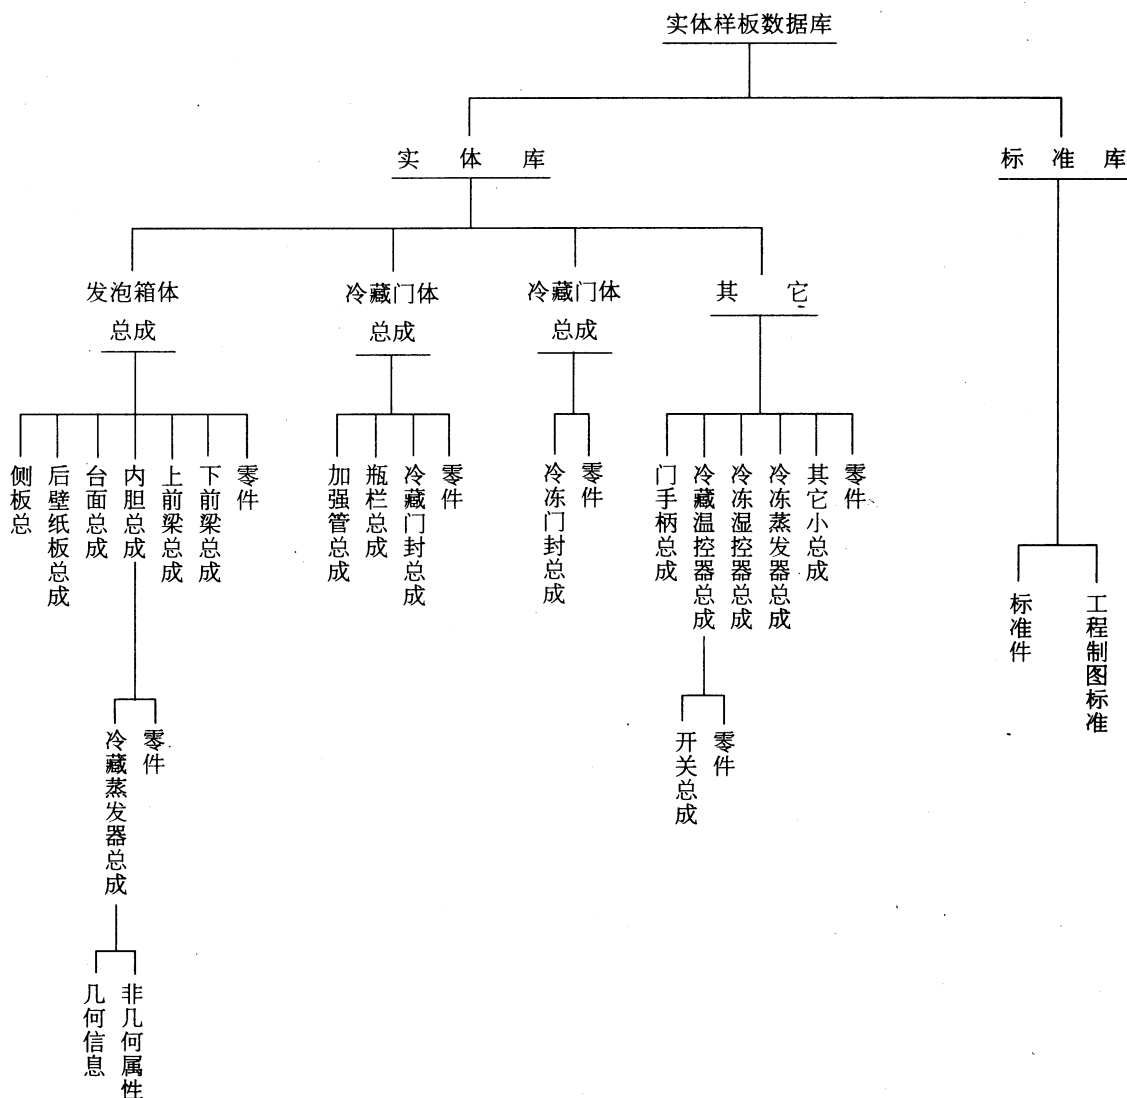 实体样板数据库
实体库
标准库
发泡箱体
总成
冷藏门体
总成
冷藏门体
总成
其它
侧板总
后壁纸板总成
台面总成
内胆总成
上前梁总成
下前梁总成
零件
加强管总成
瓶栏总成
冷藏门封总成
零件
冷冻门封总成
零件
门手柄总成
冷藏温控器总成
冷冻湿控器总成
冷冻蒸发器总成
其它小总成
零件
标准件
工程制图标准
冷藏蒸发器总成
零件
开关总成
零件
几何信息
非几何属性